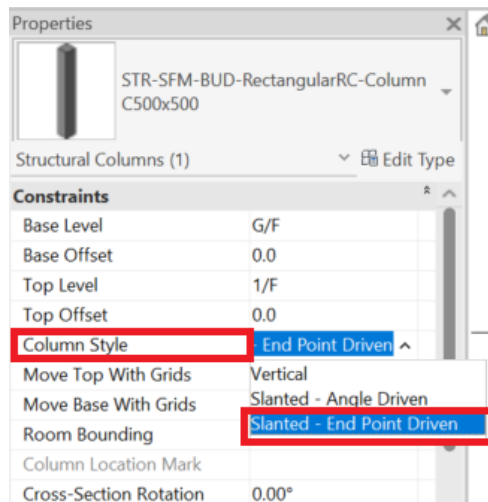 Properties
STR-SFM-BUD-RectangularRC-Column
C500x500
Structural Columns (1) Edit Type
Constraints
Base Level G/F
Base Offset 0.0
Top Level 1/F
Top Offset 0.0
Column Style - End Point Driven
Move Top With Grids Vertical
Move Base With Grids Slanted - Angle Driven
Room Bounding Slanted - End Point Driven
Column Location Mark
Cross-Section Rotation 0.00°